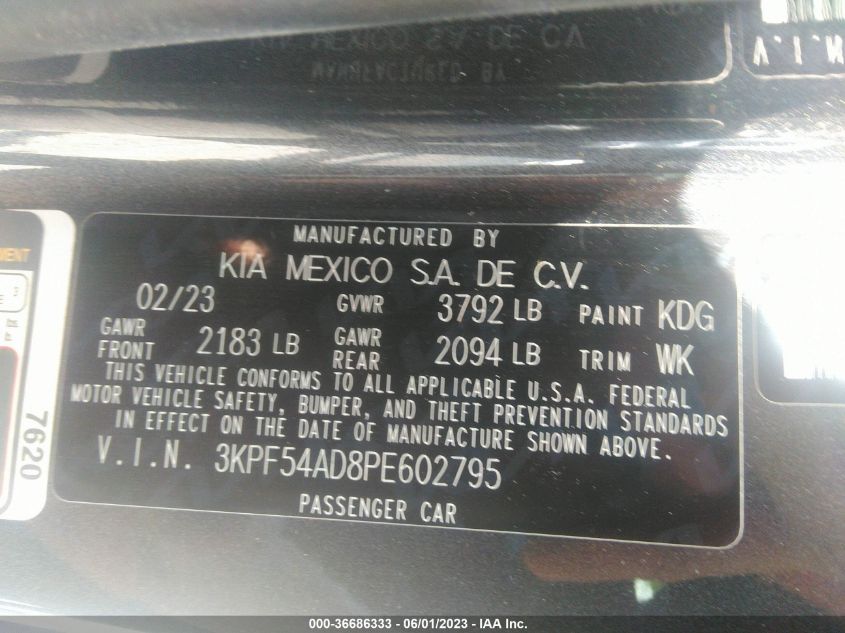 MANUFACTURED BY
KIA MEXICO S.A. DE C.V.
02/23 GVWR 3792 LB PAINT KDG
GAWR FRONT 2183 LB GAWR REAR 2094 LB TRIM WK
THIS VEHICLE CONFORMS TO ALL APPLICABLE U.S.A. FEDERAL
MOTOR VEHICLE SAFETY, BUMPER, AND THEFT PREVENTION STANDARDS
IN EFFECT ON THE DATE OF MANUFACTURE SHOWN ABOVE.
V.I.N. 3KPF54AD8PE602795
PASSENGER CAR
7620
000-36686333 - 06/01/2023 - IAA Inc.